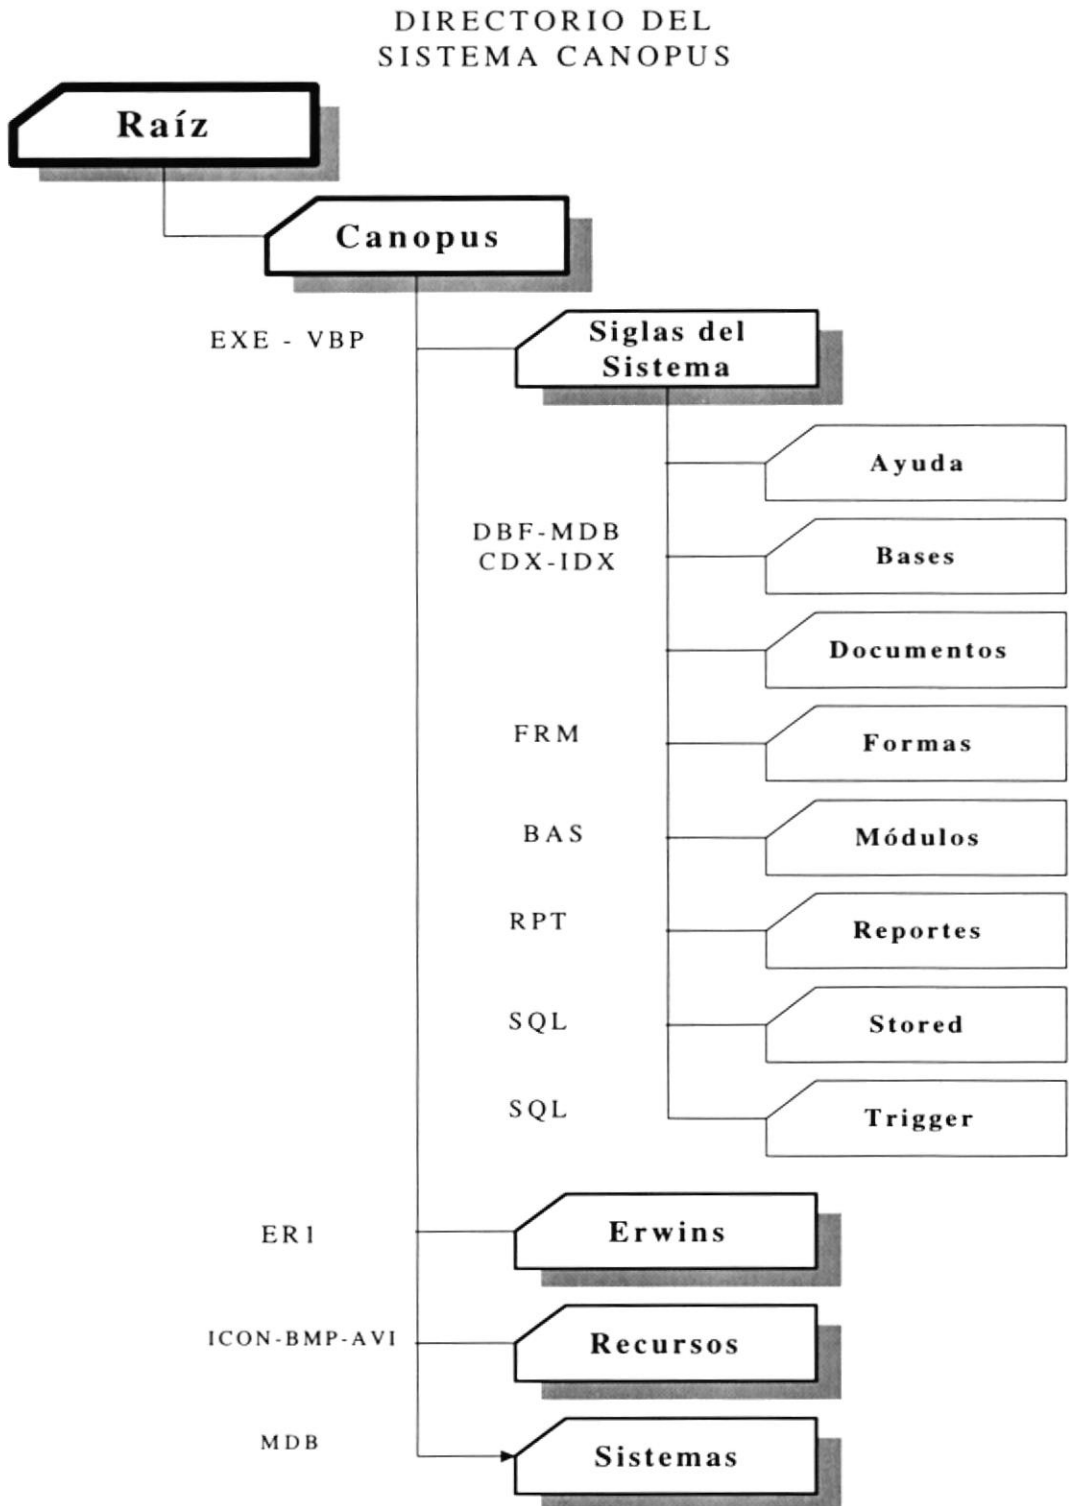 DIRECTORIO DEL
SISTEMA CANOPUS
Raíz
Canopus
EXE - VBP
Siglas del
Sistema
Ayuda
DBF-MDB
CDX-IDX
Bases
Documentos
FRM
Formas
BAS
Módulos
RPT
Reportes
SQL
Stored
SQL
Trigger
ER1
Erwins
ICON-BMP-AVI
Recursos
MDB
Sistemas